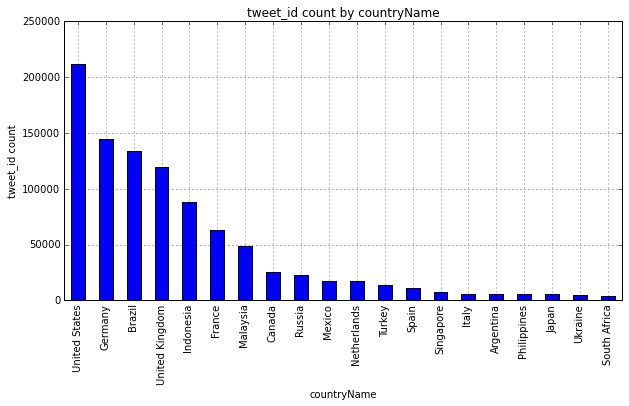 tweet_id count by countryName
250000
200000
150000
100000
50000
0
tweet_id count
United States
Germany
Brazil
United Kingdom
Indonesia
France
Malaysia
Canada
Russia
Mexico
Netherlands
Turkey
Spain
Singapore
Italy
Argentina
Philippines
Japan
Ukraine
South Africa
countryName